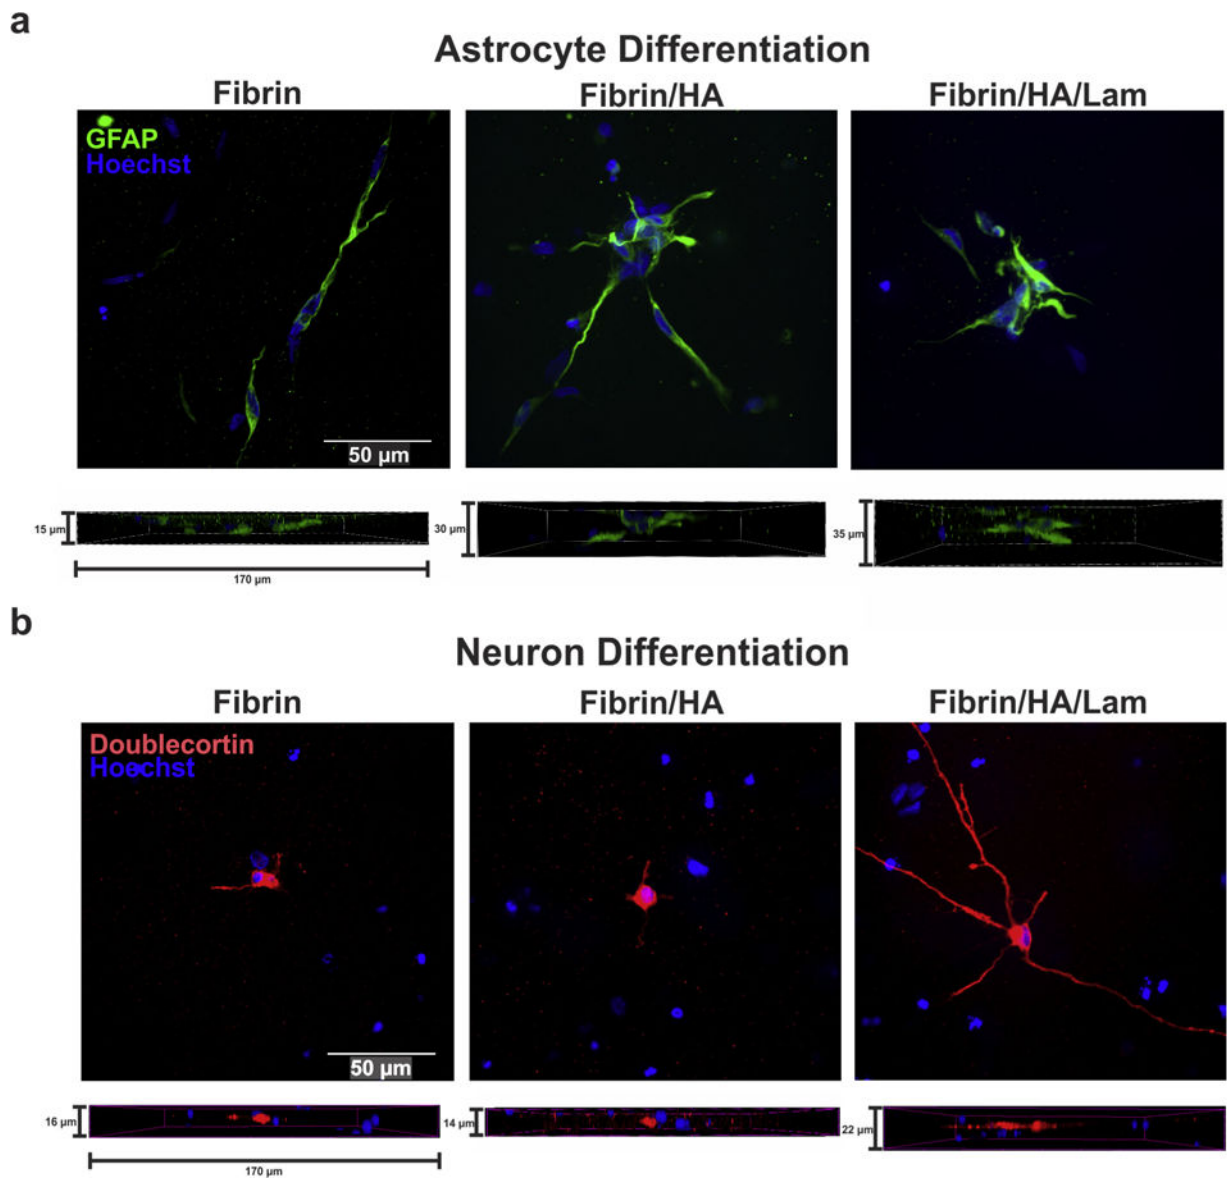 a
Astrocyte Differentiation
Fibrin
Fibrin/HA
Fibrin/HA/Lam
GFAP
Hoechst
50 µm
15 µm
30 µm
35 µm
170 µm
b
Neuron Differentiation
Fibrin
Fibrin/HA
Fibrin/HA/Lam
Doublecortin
Hoechst
50 µm
16 µm
14 µm
22 µm
170 µm